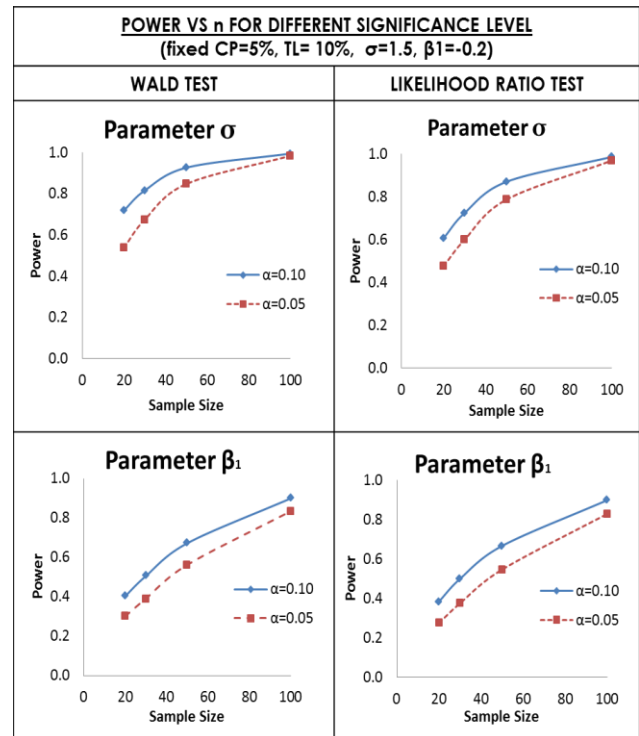 POWER VS n FOR DIFFERENT SIGNIFICANCE LEVEL
(fixed CP=5%, TL= 10%, σ=1.5, β1=-0.2)
WALD TEST
LIKELIHOOD RATIO TEST
Parameter σ
1.0
0.8
0.6
0.4
0.2
0.0
Power
α=0.10
α=0.05
0 20 40 60 80 100
Sample Size
Parameter σ
1.0
0.8
0.6
0.4
0.2
0.0
Power
α=0.10
α=0.05
0 20 40 60 80 100
Sample Size
Parameter β₁
1.0
0.8
0.6
0.4
0.2
0.0
Power
α=0.10
α=0.05
0 20 40 60 80 100
Sample Size
Parameter β₁
1.0
0.8
0.6
0.4
0.2
0.0
Power
α=0.10
α=0.05
0 20 40 60 80 100
Sample Size